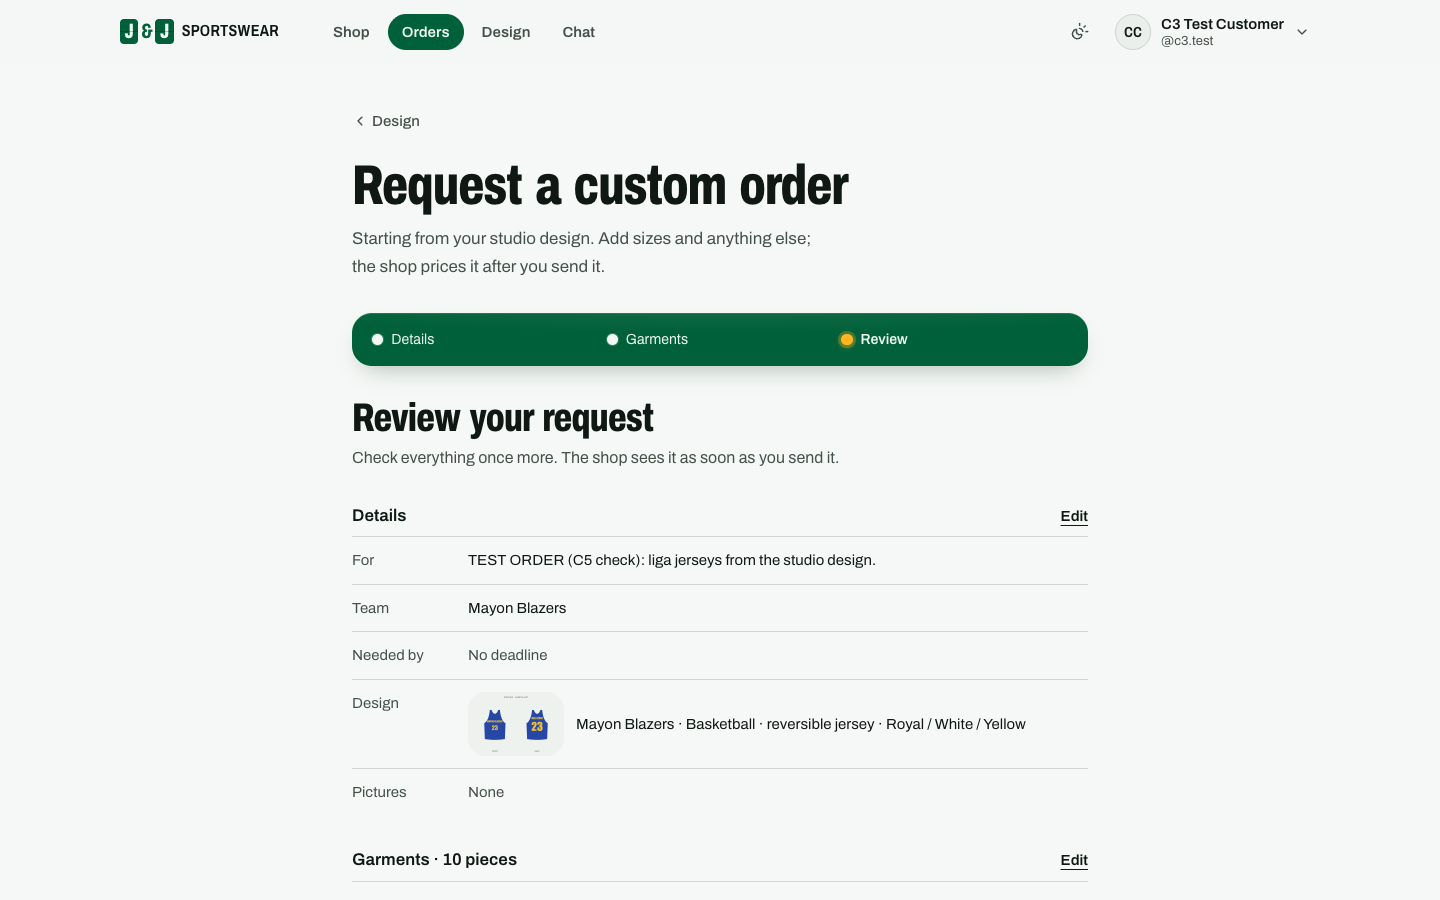 J & J SPORTSWEAR
Shop
Orders
Design
Chat
CC
C3 Test Customer
@c3.test
Design
Request a custom order
Starting from your studio design. Add sizes and anything else;
the shop prices it after you send it.
Details
Garments
Review
Review your request
Check everything once more. The shop sees it as soon as you send it.
Details
Edit
For
TEST ORDER (C5 check): liga jerseys from the studio design.
Team
Mayon Blazers
Needed by
No deadline
Design
23
23
Mayon Blazers · Basketball · reversible jersey · Royal / White / Yellow
Pictures
None
Garments · 10 pieces
Edit